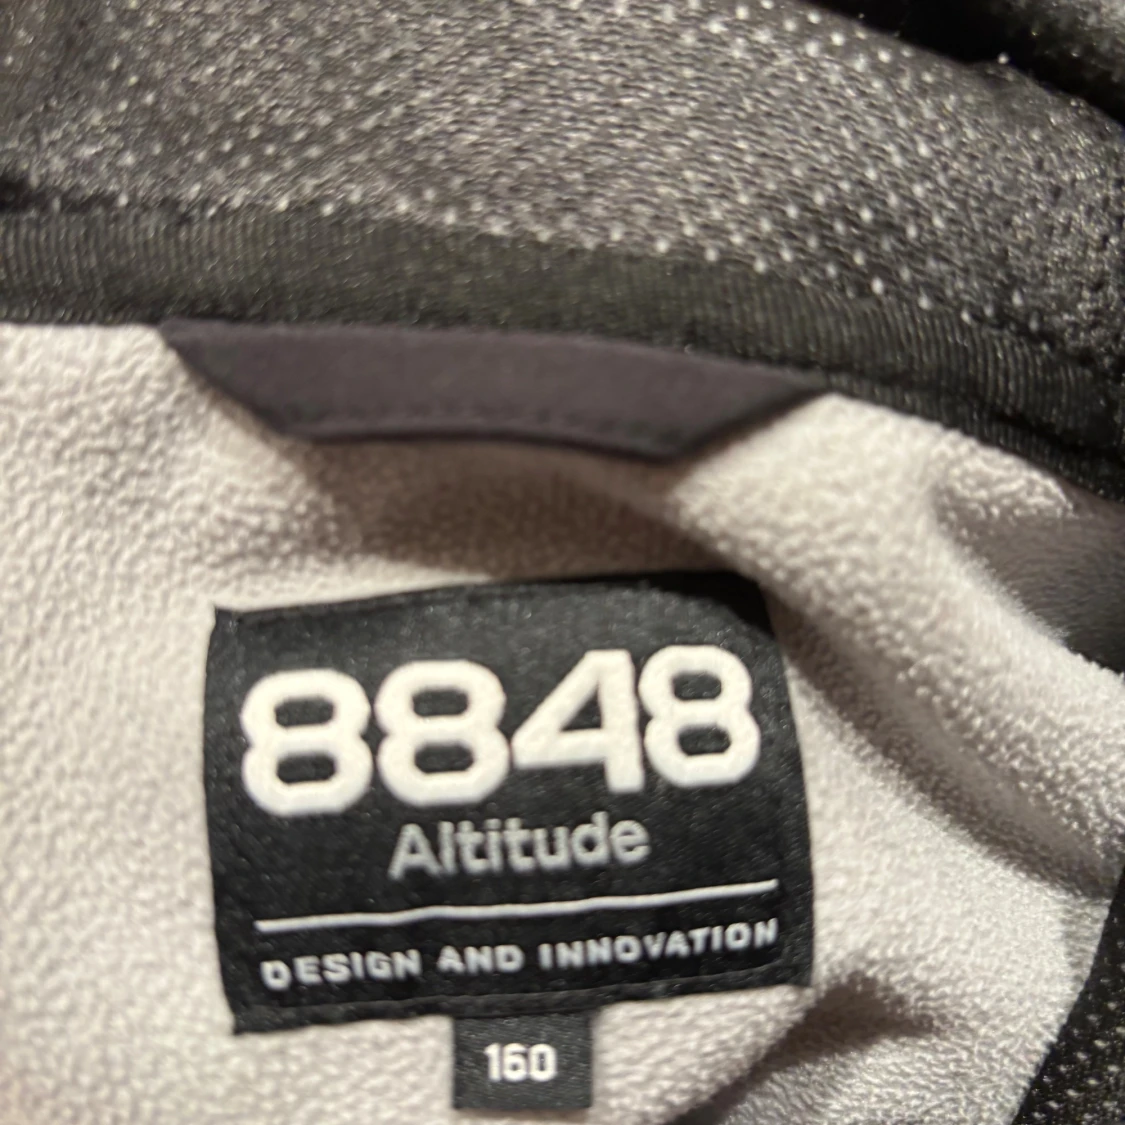 8848
Altitude
DESIGN AND INNOVATION
160